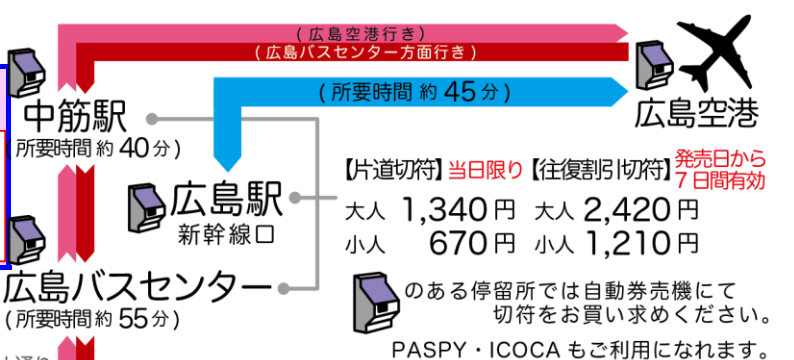 (広島空港行き)
(広島バスセンター方面行き)
(所要時間 約 45 分)
広島空港
中筋駅
(所要時間 約 40 分)
広島駅
新幹線口
【片道切符】当日限り
大人 1,340 円
小人 670 円
【往復割引切符】発売日から
7日間有効
大人 2,420 円
小人 1,210 円
広島バスセンター
(所要時間 約 55 分)
のある停留所では自動券売機にて
切符をお買い求めください。
PASPY・ICOCA もご利用になれます。